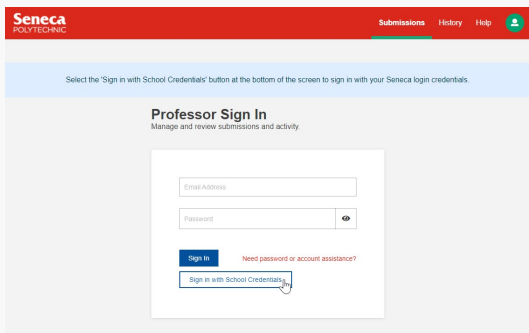 Seneca
POLYTECHNIC
Submissions History Help
Select the 'Sign in with School Credentials' button at the bottom of the screen to sign in with your Seneca login credentials.
Professor Sign In
Manage and review submissions and activity.
Email Address
Password
Sign In Need password or account assistance?
Sign in with School Credentials